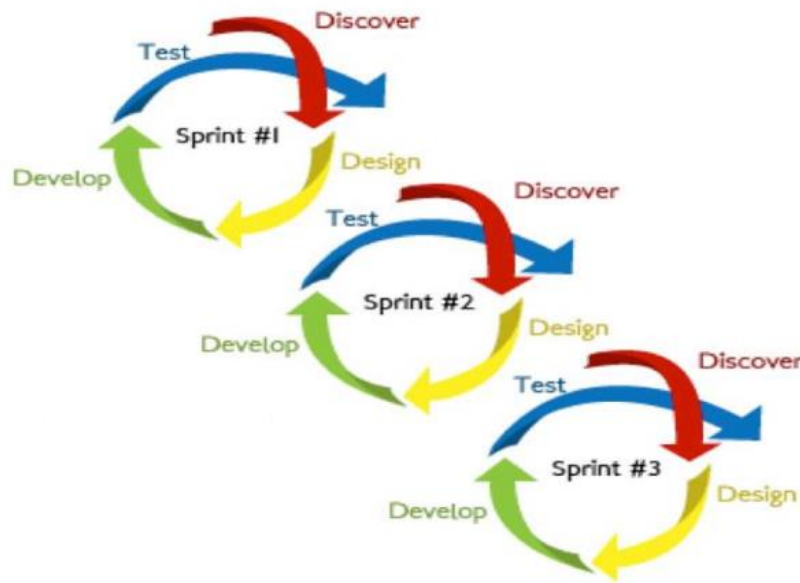 Discover
Test
Sprint #1
Design
Develop
Discover
Test
Sprint #2
Design
Develop
Discover
Test
Sprint #3
Design
Develop